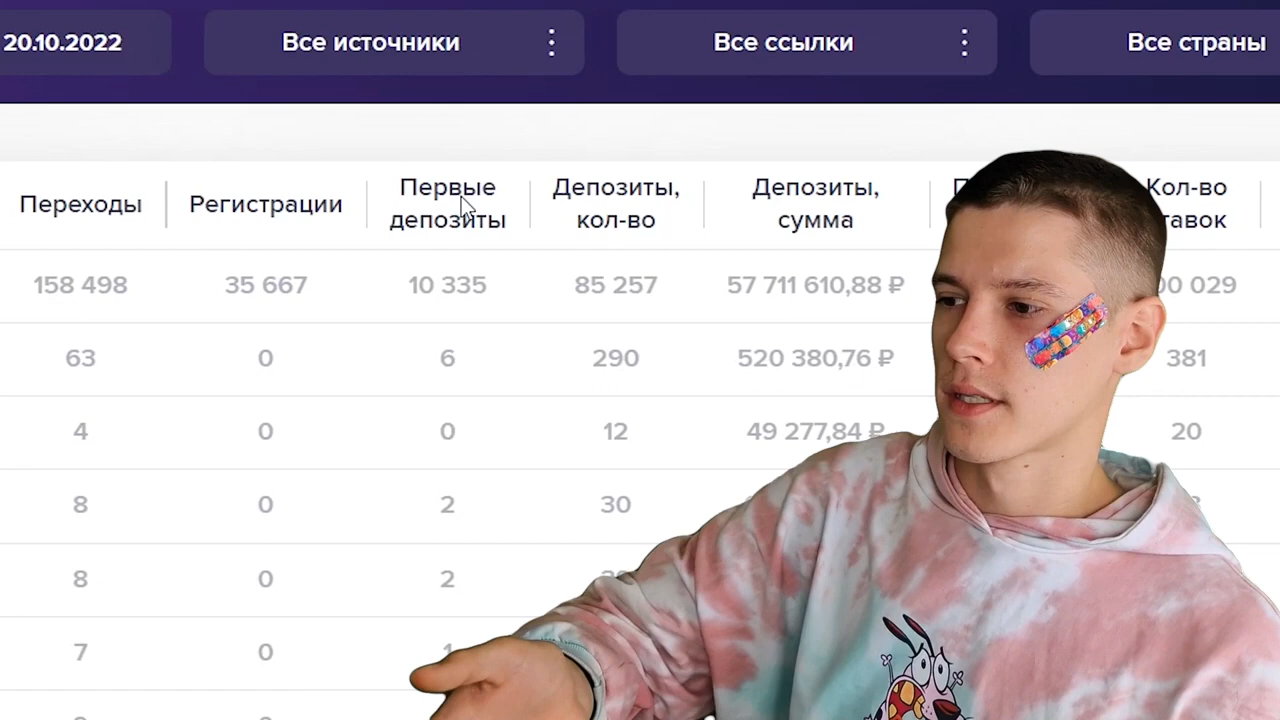 20.10.2022 Все источники Все ссылки Все страны
Переходы Регистрации Первые депозиты Депозиты, кол-во Депозиты, сумма Кол-во
158 498 35 667 10 335 85 257 57 711 610,88 ₽ 00 029
63 0 6 290 520 380,76 ₽ 381
4 0 0 12 49 277,84 ₽ 20
8 0 2 30
8 0 2
7 0